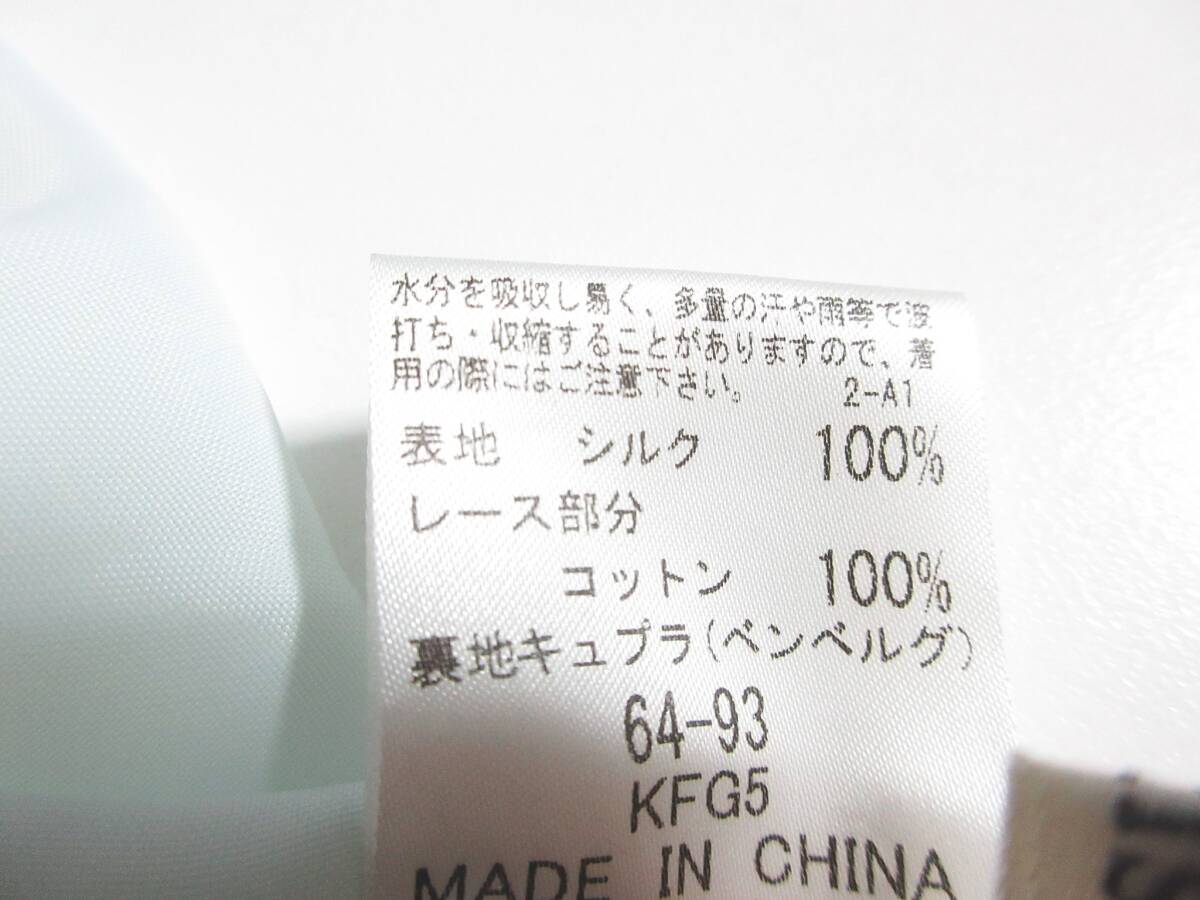 水分を吸収し易く、多量の汗や雨等で波
打ち・収縮することがありますので、着
用の際にはご注意下さい。 2-A1
表地 シルク 100%
レース部分
コットン 100%
裏地キュプラ(ベンベルグ)
64-93
KFG5
MADE IN CHINA